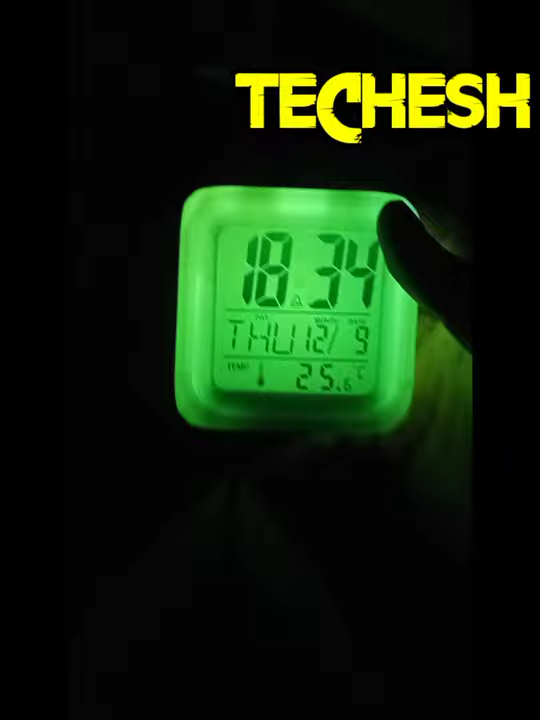 TECHESH
18:34
DAY MONTH DATE
THU 12/ 9
TEMP 25.6 °C